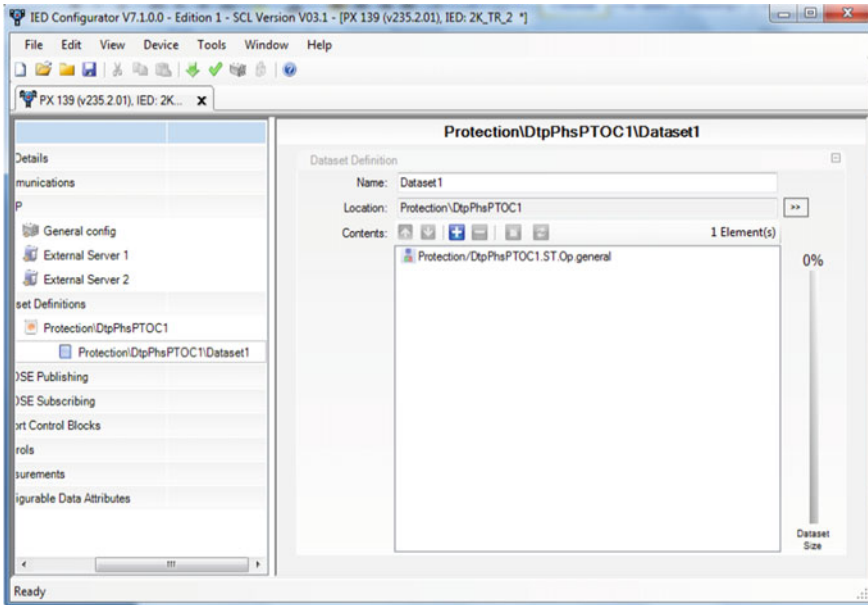 IED Configurator V7.1.0.0 - Edition 1 - SCL Version V03.1 - [PX 139 (v235.2.01), IED: 2K_TR_2 *]
File Edit View Device Tools Window Help
PX 139 (v235.2.01), IED: 2K... X
Protection\DtpPhsPTOC1\Dataset1
Details
munications
P
General config
External Server 1
External Server 2
set Definitions
Protection\DtpPhsPTOC1
Protection\DtpPhsPTOC1\Dataset1
OSE Publishing
OSE Subscribing
ort Control Blocks
rols
surements
igurable Data Attributes
Dataset Definition
Name: Dataset1
Location: Protection\DtpPhsPTOC1 >>
Contents: 1 Element(s)
Protection/DtpPhsPTOC1.ST.Op.general
0%
Dataset
Size
Ready